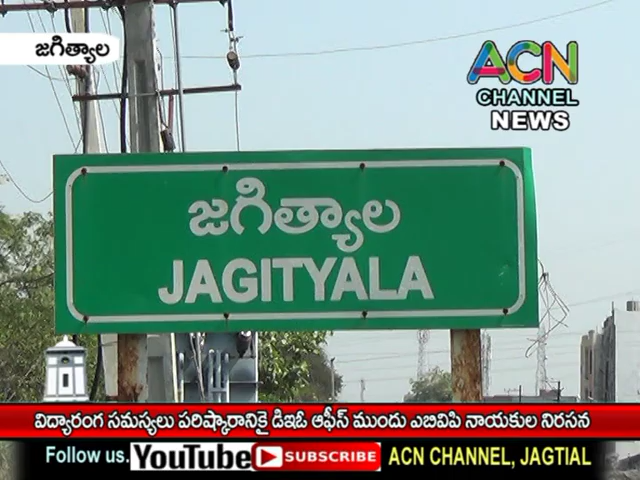 జగిత్యాల
ACN
CHANNEL
NEWS
జగిత్యాల
JAGITYALA
విద్యారంగ సమస్యలు పరిష్కారానికై డిఇఓ ఆఫీస్ ముందు ఎబివిపి నాయకుల నిరసన
Follow us. YouTube SUBSCRIBE ACN CHANNEL, JAGTIAL